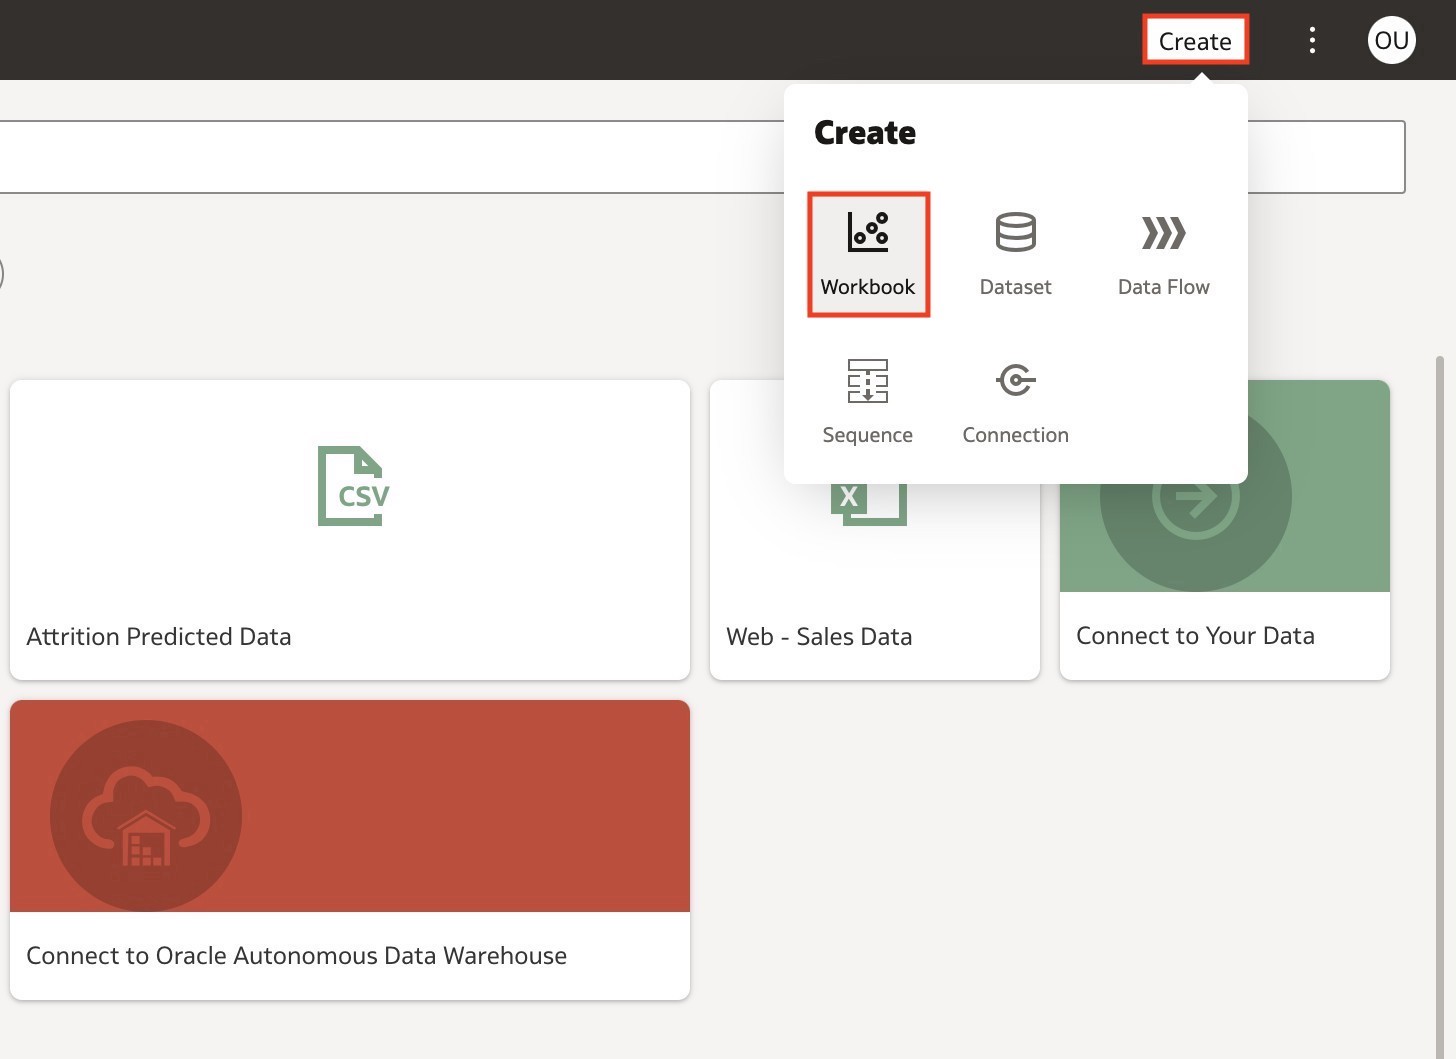 Create
OU
Create
Workbook
Dataset
Data Flow
Sequence
Connection
CSV
X
Attrition Predicted Data
Web - Sales Data
Connect to Your Data
Connect to Oracle Autonomous Data Warehouse